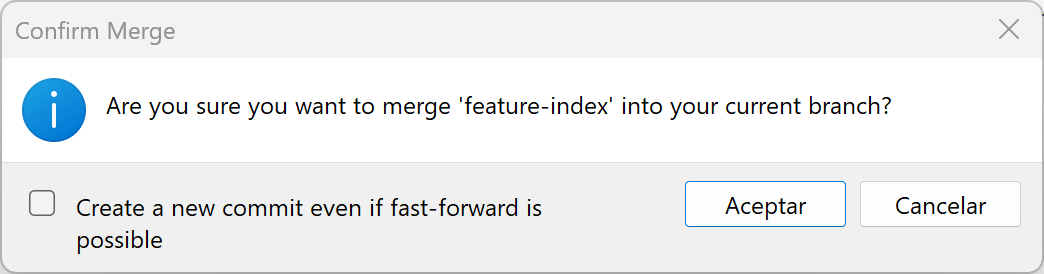 Confirm Merge
Are you sure you want to merge 'feature-index' into your current branch?
Create a new commit even if fast-forward is
possible
Aceptar
Cancelar